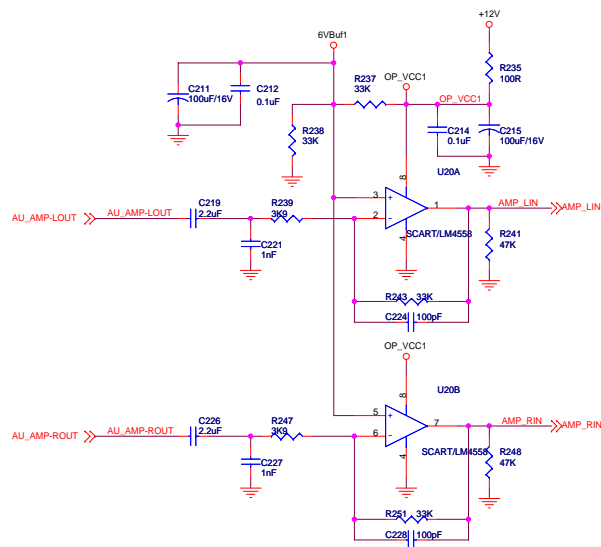 +12V
6VBuf1
R235
100R
C211
100uF/16V
C212
0.1uF
R237
33K
OP_VCC1
OP_VCC1
R238
33K
C214
0.1uF
C215
100uF/16V
U20A
8
AU_AMP-LOUT
AU_AMP-LOUT
C219
2.2uF
R239
3K9
3
+
2
-
1
AMP_LIN
AMP_LIN
C221
1nF
4
SCART/LM4558
R241
47K
R243 33K
C224 100pF
OP_VCC1
U20B
8
AU_AMP-ROUT
AU_AMP-ROUT
C226
2.2uF
R247
3K9
5
+
6
-
7
AMP_RIN
AMP_RIN
C227
1nF
4
SCART/LM4558
R248
47K
R251 33K
C228 100pF